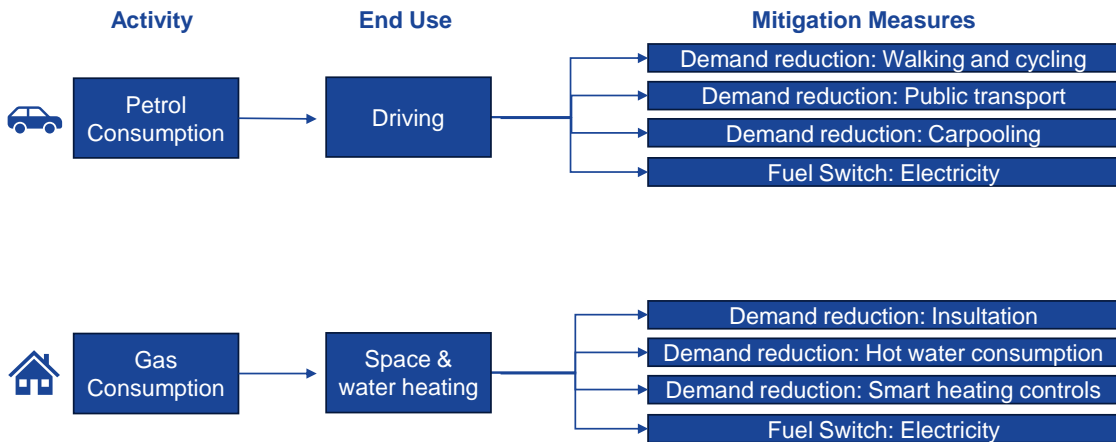 Activity
End Use
Mitigation Measures
Petrol
Consumption
Driving
Demand reduction: Walking and cycling
Demand reduction: Public transport
Demand reduction: Carpooling
Fuel Switch: Electricity
Gas
Consumption
Space &
water heating
Demand reduction: Insultation
Demand reduction: Hot water consumption
Demand reduction: Smart heating controls
Fuel Switch: Electricity